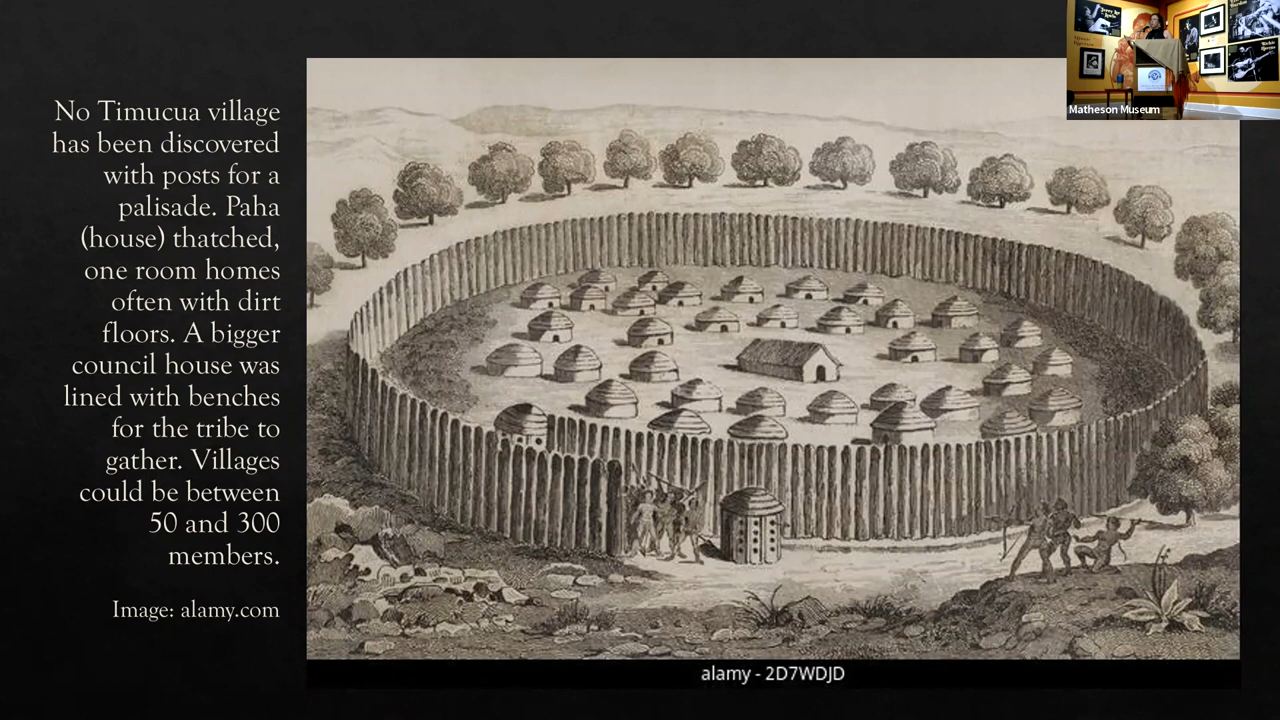 No Timucua village
has been discovered
with posts for a
palisade. Paha
(house) thatched,
one room homes
often with dirt
floors. A bigger
council house was
lined with benches
for the tribe to
gather. Villages
could be between
50 and 300
members.
Image: alamy.com
alamy - 2D7WDJD
Matheson Museum